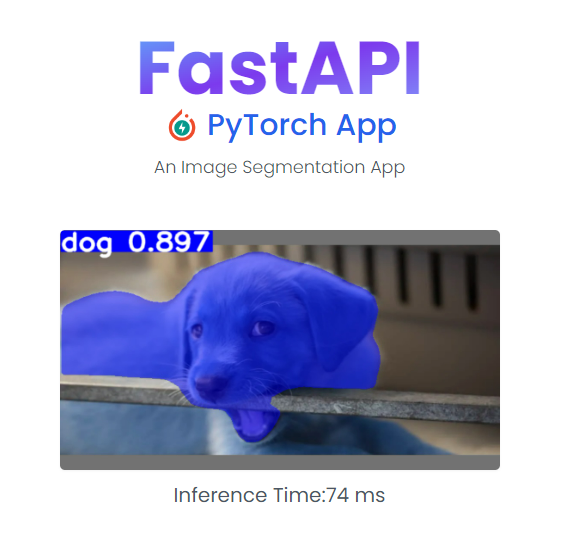 FastAPI
PyTorch App
An Image Segmentation App
dog 0.897
Inference Time:74 ms